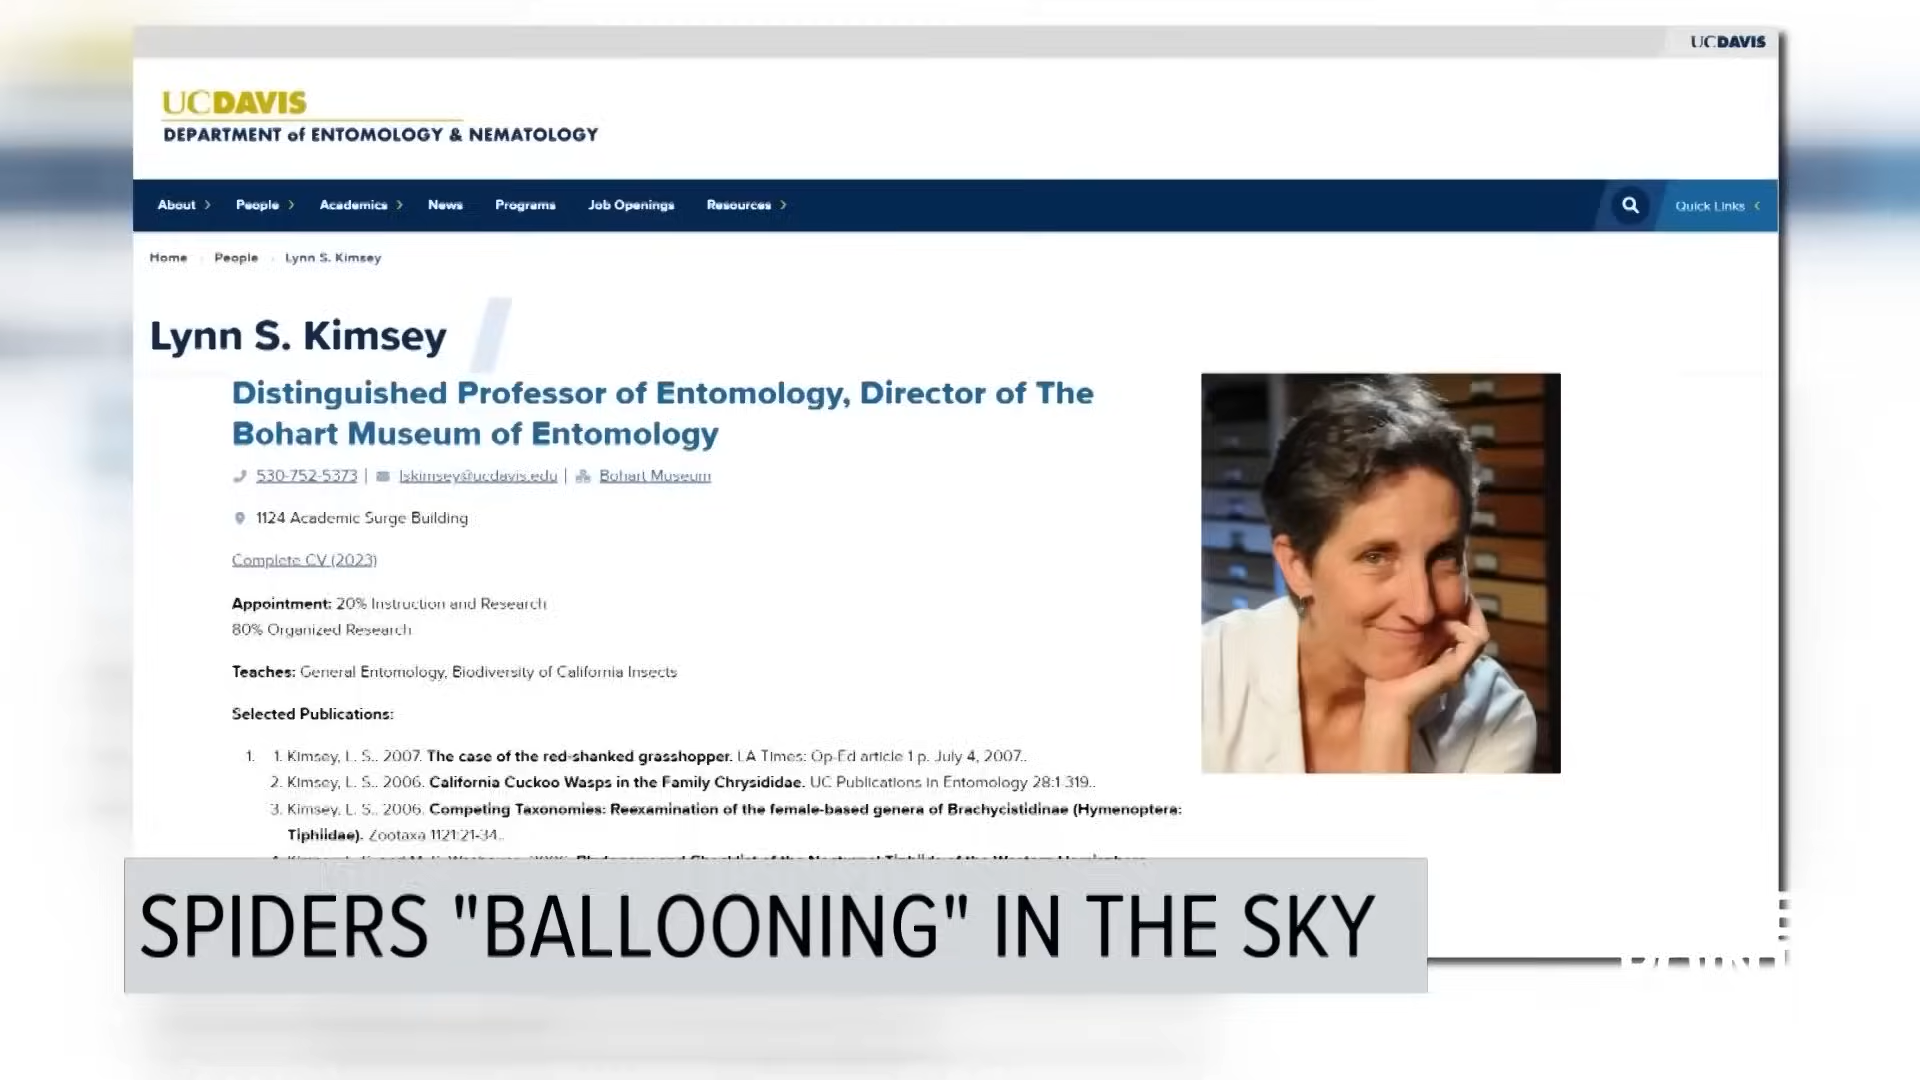 UCDAVIS
UCDAVIS
DEPARTMENT of ENTOMOLOGY & NEMATOLOGY
About People Academics News Programs Job Openings Resources Quick Links
Home People Lynn S. Kimsey
Lynn S. Kimsey
Distinguished Professor of Entomology, Director of The
Bohart Museum of Entomology
530-752-5373 | lskimsey@ucdavis.edu | Bohart Museum
1124 Academic Surge Building
Complete CV (2023)
Appointment: 20% Instruction and Research
80% Organized Research
Teaches: General Entomology, Biodiversity of California Insects
Selected Publications:
1. 1. Kimsey, L. S.. 2007. The case of the red-shanked grasshopper. LA Times: Op-Ed article 1 p. July 4, 2007..
2. Kimsey, L. S.. 2006. California Cuckoo Wasps in the Family Chrysididae. UC Publications in Entomology 28:1-319..
3. Kimsey, L. S.. 2006. Competing Taxonomies: Reexamination of the female-based genera of Brachycistidinae (Hymenoptera:
Tiphiidae). Zootaxa 1121:21-34..
SPIDERS "BALLOONING" IN THE SKY